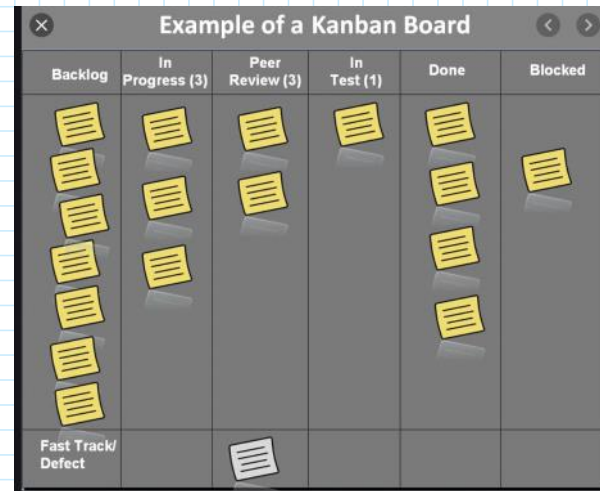 Example of a Kanban Board
Backlog
In
Progress (3)
Peer
Review (3)
In
Test (1)
Done
Blocked
Fast Track/
Defect